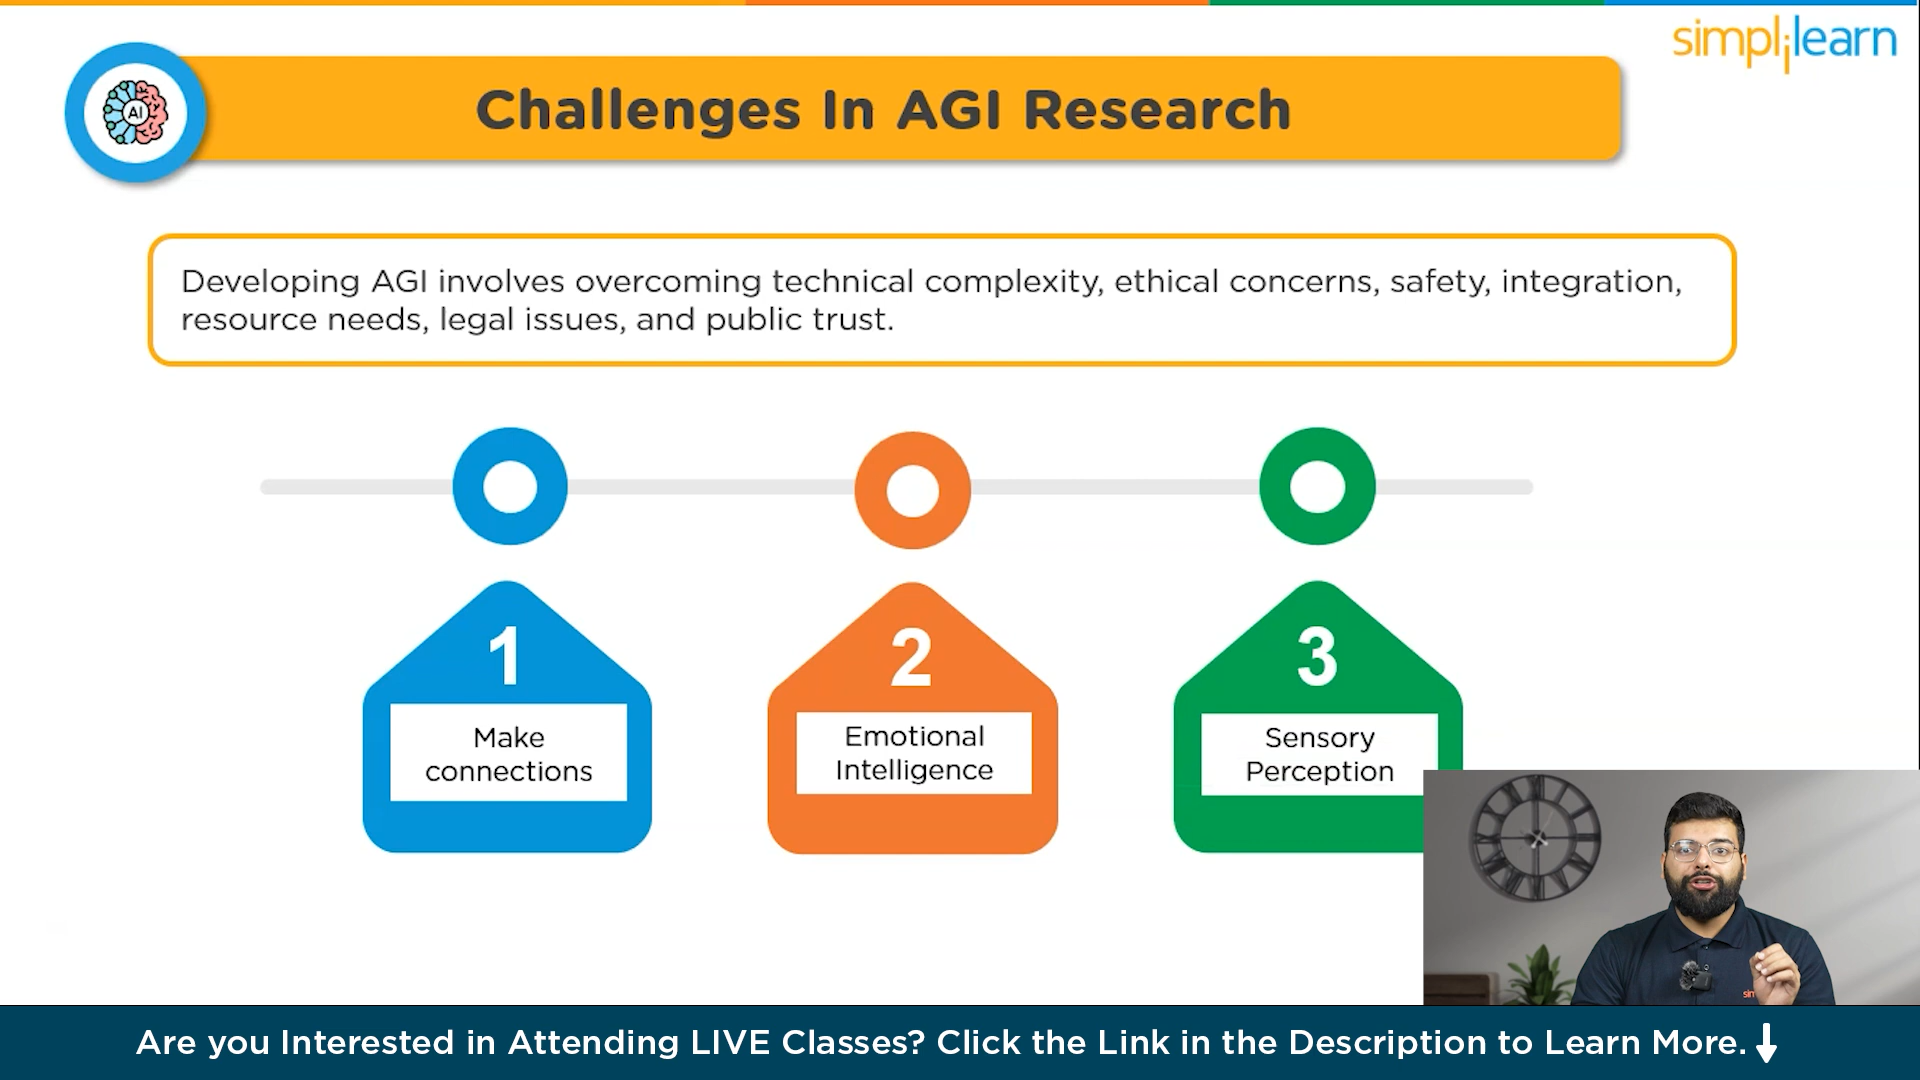 simplilearn
AI
Challenges In AGI Research
Developing AGI involves overcoming technical complexity, ethical concerns, safety, integration,
resource needs, legal issues, and public trust.
1
Make
connections
2
Emotional
Intelligence
3
Sensory
Perception
sim
Are you Interested in Attending LIVE Classes? Click the Link in the Description to Learn More.